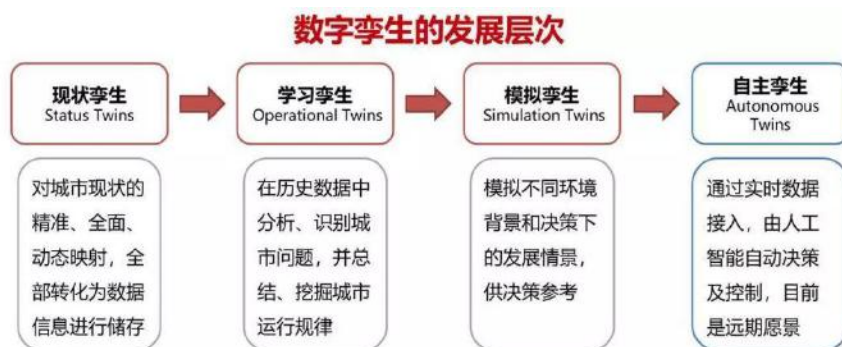 数字孪生的发展层次
现状孪生
Status Twins
学习孪生
Operational Twins
模拟孪生
Simulation Twins
自主孪生
Autonomous
Twins
对城市现状的
精准、全面、
动态映射，全
部转化为数据
信息进行储存
在历史数据中
分析、识别城
市问题，并总
结、挖掘城市
运行规律
模拟不同环境
背景和决策下
的发展情景，
供决策参考
通过实时数据
接入，由人工
智能自动决策
及控制，目前
是远期愿景